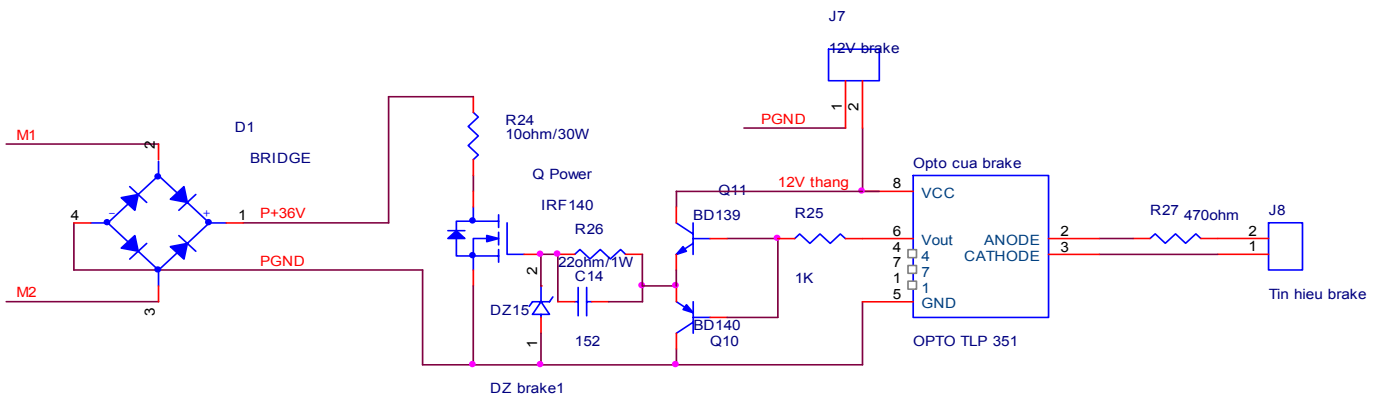 J7
12V brake
1
2
PGND
M1
2
D1
BRIDGE
4
1
P+36V
PGND
M2
3
R24
10ohm/30W
Q Power
IRF140
R26
22ohm/1W
C14
152
2
DZ15
1
DZ brake1
12V thang
Q11
BD139
R25
1K
BD140
Q10
Opto cua brake
8
VCC
6
Vout
4
4
7
7
1
1
5
GND
ANODE
2
CATHODE
3
OPTO TLP 351
R27
470ohm
J8
2
1
Tin hieu brake